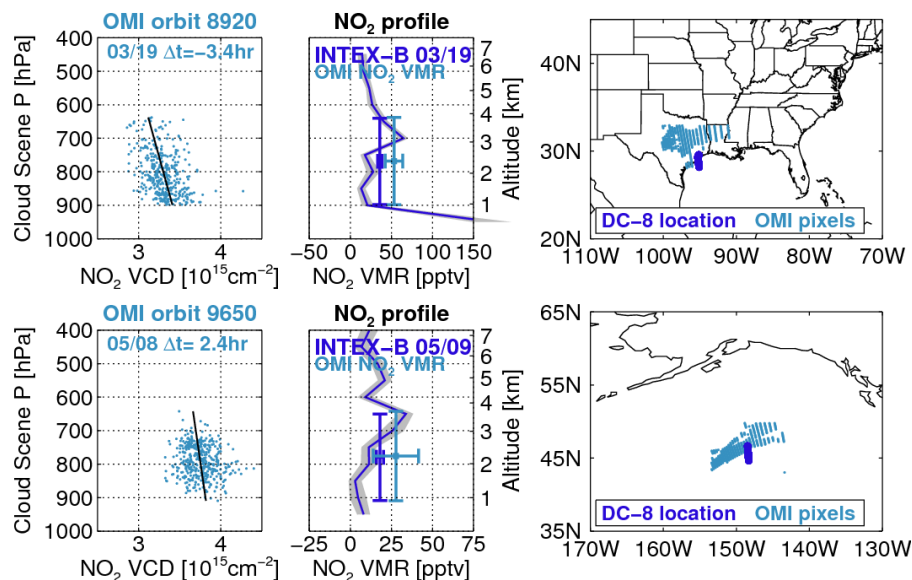 OMI orbit 8920
NO2 profile
400
500
600
700
800
900
1000
Cloud Scene P [hPa]
03/19 Δt=−3.4hr
3
4
NO2 VCD [10^15cm^−2]
INTEX−B 03/19
OMI NO2 VMR
7
6
5
4
3
2
1
Altitude [km]
−50
0
50
100
150
NO2 VMR [pptv]
45N
40N
30N
20N
DC−8 location
OMI pixels
110W
100W
90W
80W
70W
OMI orbit 9650
NO2 profile
400
500
600
700
800
900
1000
Cloud Scene P [hPa]
05/08 Δt= 2.4hr
3
4
NO2 VCD [10^15cm^−2]
INTEX−B 05/09
OMI NO2 VMR
7
6
5
4
3
2
1
Altitude [km]
−25
0
25
50
75
NO2 VMR [pptv]
65N
55N
45N
35N
DC−8 location
OMI pixels
170W
160W
150W
140W
130W